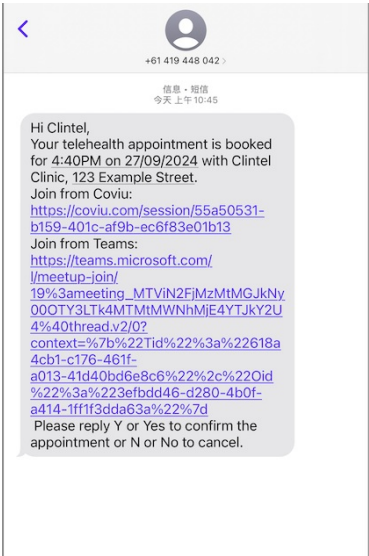 +61 419 448 042
信息 • 短信
今天 上午10:45
Hi Clintel,
Your telehealth appointment is booked
for 4:40PM on 27/09/2024 with Clintel
Clinic, 123 Example Street.
Join from Coviu:
https://coviu.com/session/55a50531-
b159-401c-af9b-ec6f83e01b13
Join from Teams:
https://teams.microsoft.com/
l/meetup-join/
19%3ameeting_MTViN2FjMzMtMGJkNy
00OTY3LTk4MTMtMWNhMjE4YTJkY2U
4%40thread.v2/0?
context=%7b%22Tid%22%3a%22618a
4cb1-c176-461f-
a013-41d40bd6e8c6%22%2c%22Oid
%22%3a%223efbdd46-d280-4b0f-
a414-1ff1f3dda63a%22%7d
Please reply Y or Yes to confirm the
appointment or N or No to cancel.